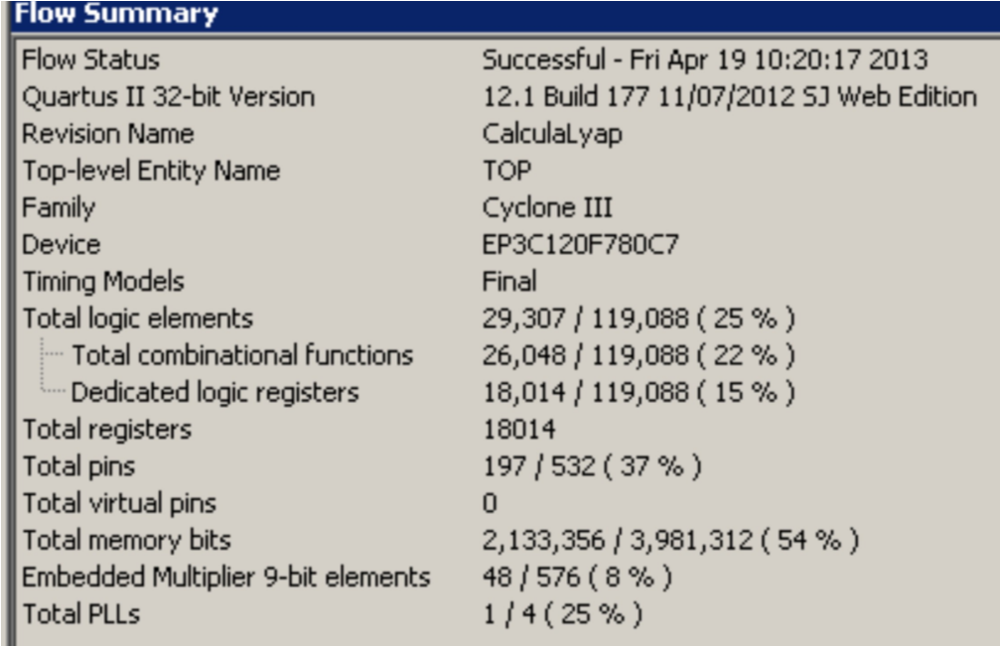 Flow Summary
Flow Status Successful - Fri Apr 19 10:20:17 2013
Quartus II 32-bit Version 12.1 Build 177 11/07/2012 SJ Web Edition
Revision Name CalculaLyap
Top-level Entity Name TOP
Family Cyclone III
Device EP3C120F780C7
Timing Models Final
Total logic elements 29,307 / 119,088 ( 25 % )
Total combinational functions 26,048 / 119,088 ( 22 % )
Dedicated logic registers 18,014 / 119,088 ( 15 % )
Total registers 18014
Total pins 197 / 532 ( 37 % )
Total virtual pins 0
Total memory bits 2,133,356 / 3,981,312 ( 54 % )
Embedded Multiplier 9-bit elements 48 / 576 ( 8 % )
Total PLLs 1 / 4 ( 25 % )